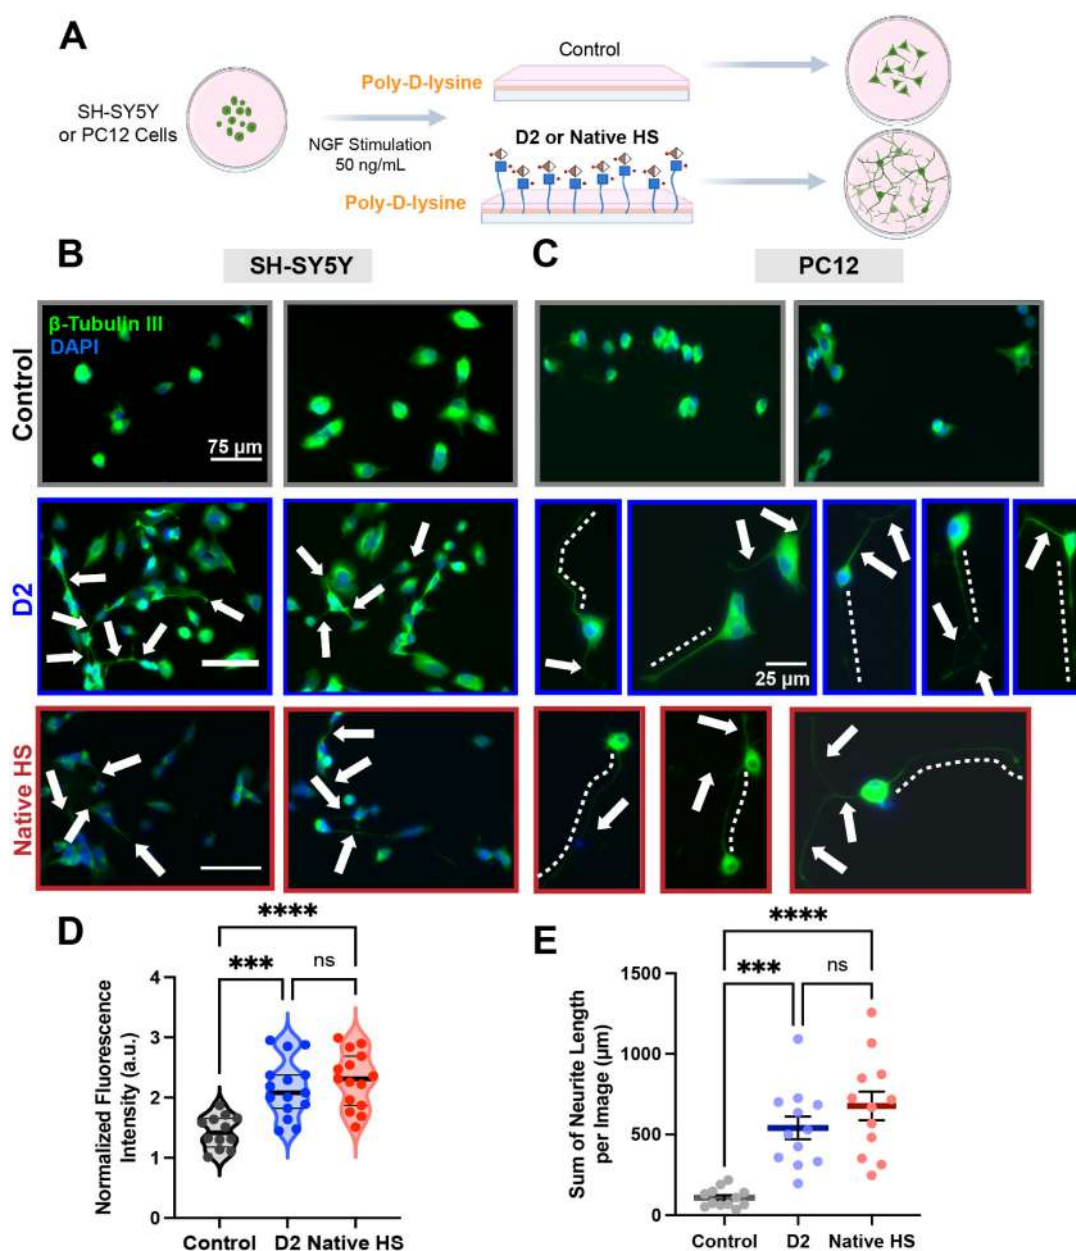 A
SH-SY5Y
or PC12 Cells
NGF Stimulation
50 ng/mL
Control
Poly-D-lysine
D2 or Native HS
Poly-D-lysine
B
SH-SY5Y
C
PC12
Control
β-Tubulin III
DAPI
75 µm
D2
25 µm
Native HS
D
****
***
ns
Normalized Fluorescence
Intensity (a.u.)
4
3
2
1
0
Control
D2
Native HS
E
****
***
ns
Sum of Neurite Length
per Image (µm)
1500
1000
500
0
Control
D2
Native HS